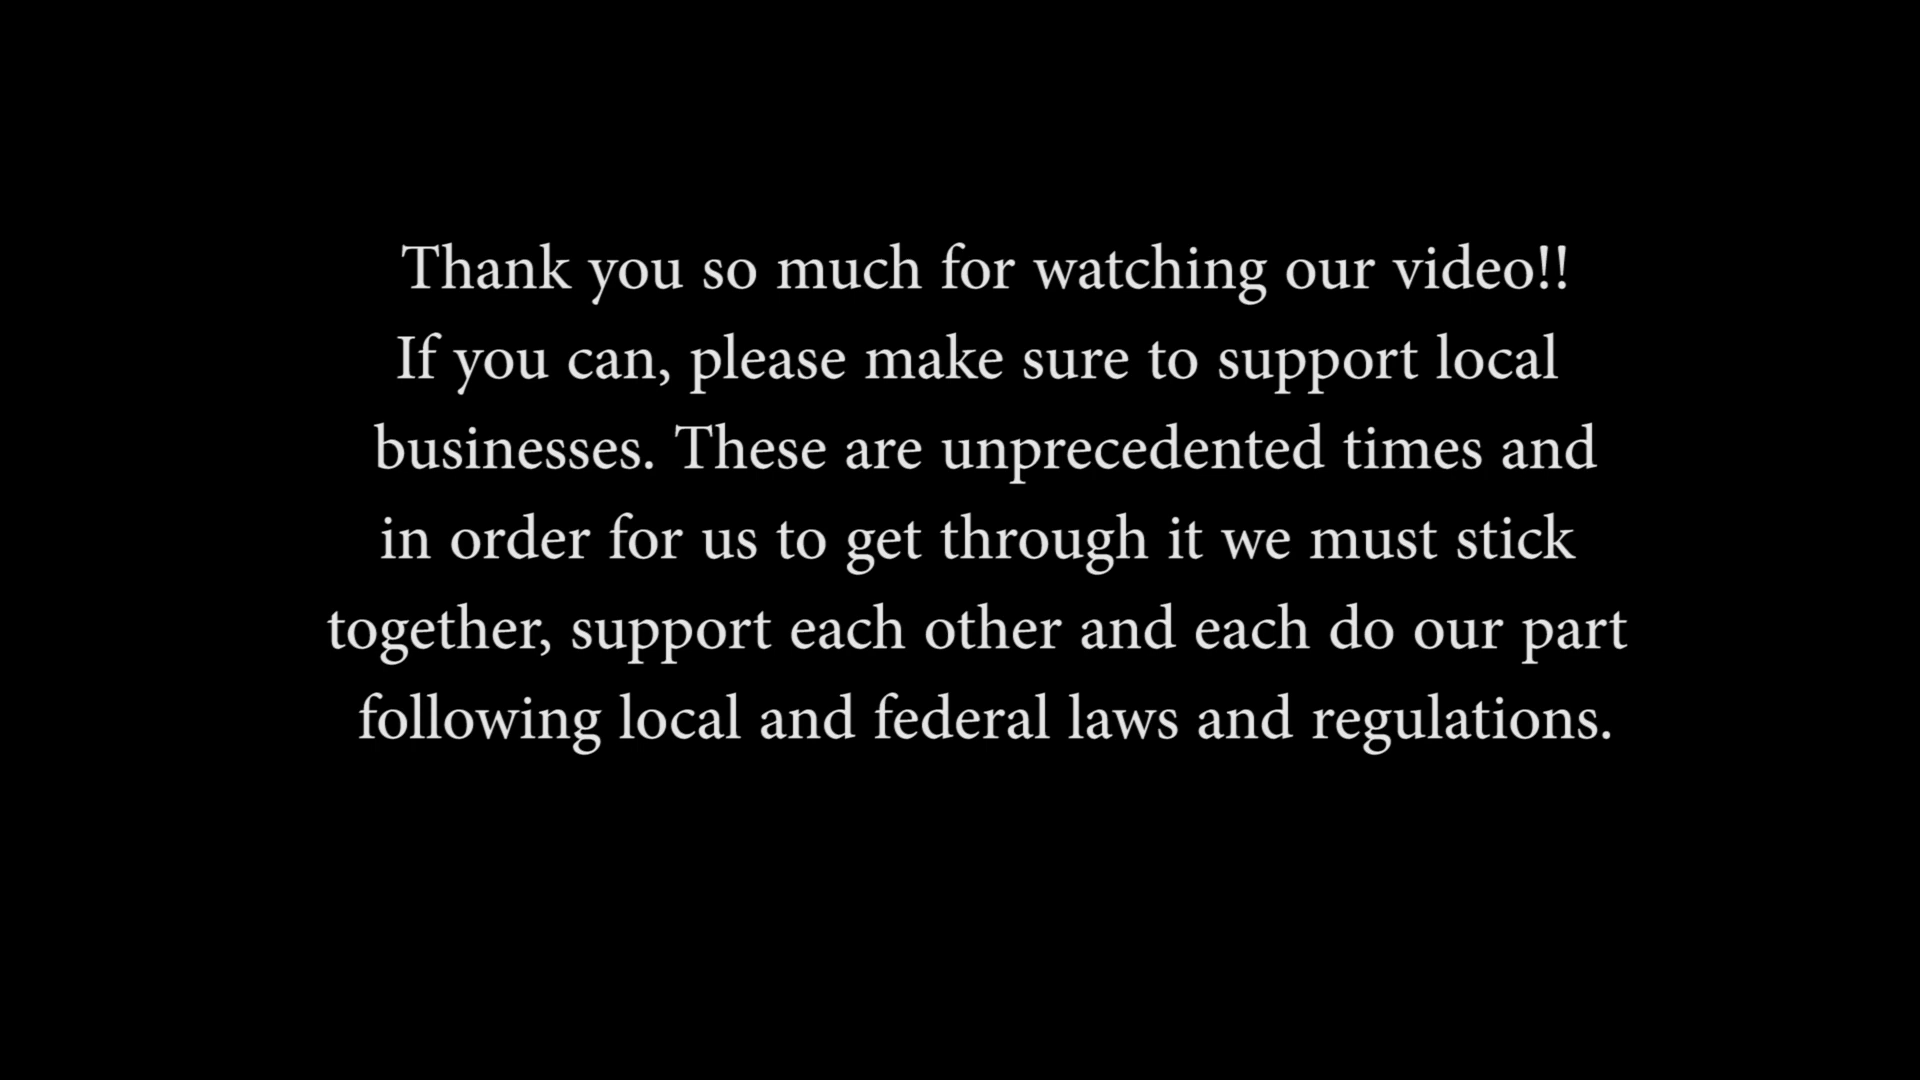 Thank you so much for watching our video!!
If you can, please make sure to support local
businesses. These are unprecedented times and
in order for us to get through it we must stick
together, support each other and each do our part
following local and federal laws and regulations.